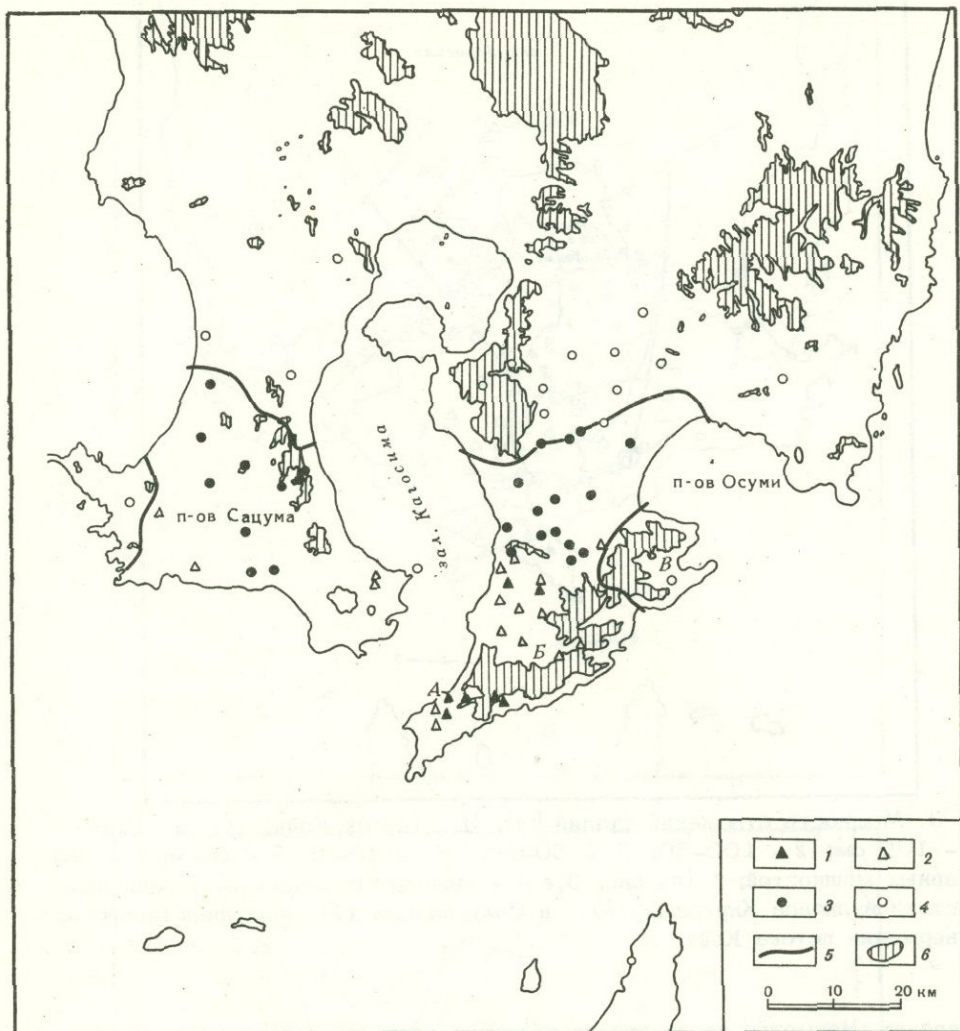 п-ов Осуми
зал. Кагосима
п-ов Сацума
В
Б
А
1 2
3 4
5 6
0 10 20 км